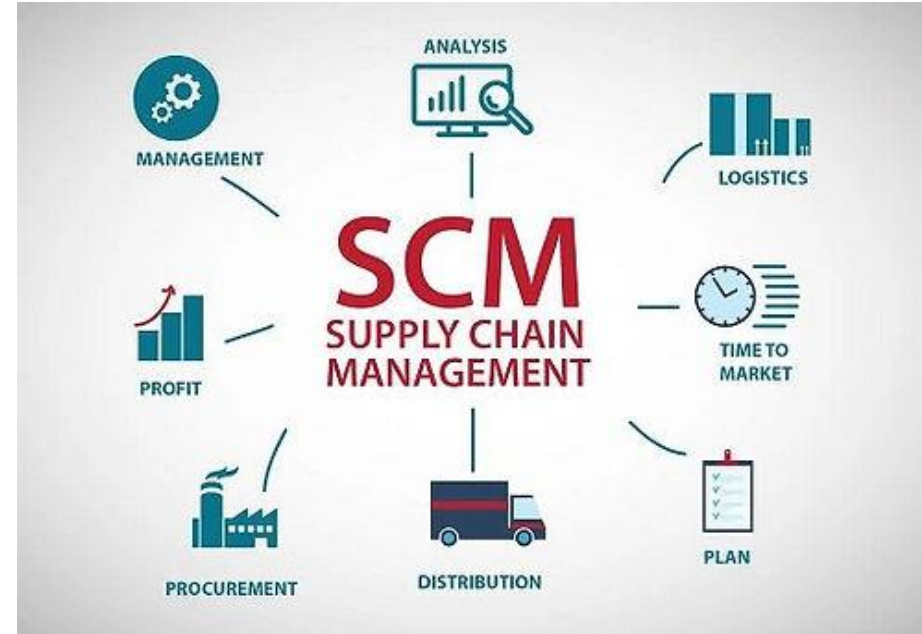 ANALYSIS
MANAGEMENT
LOGISTICS
SCM
SUPPLY CHAIN
MANAGEMENT
TIME TO
MARKET
PROFIT
PLAN
PROCUREMENT
DISTRIBUTION